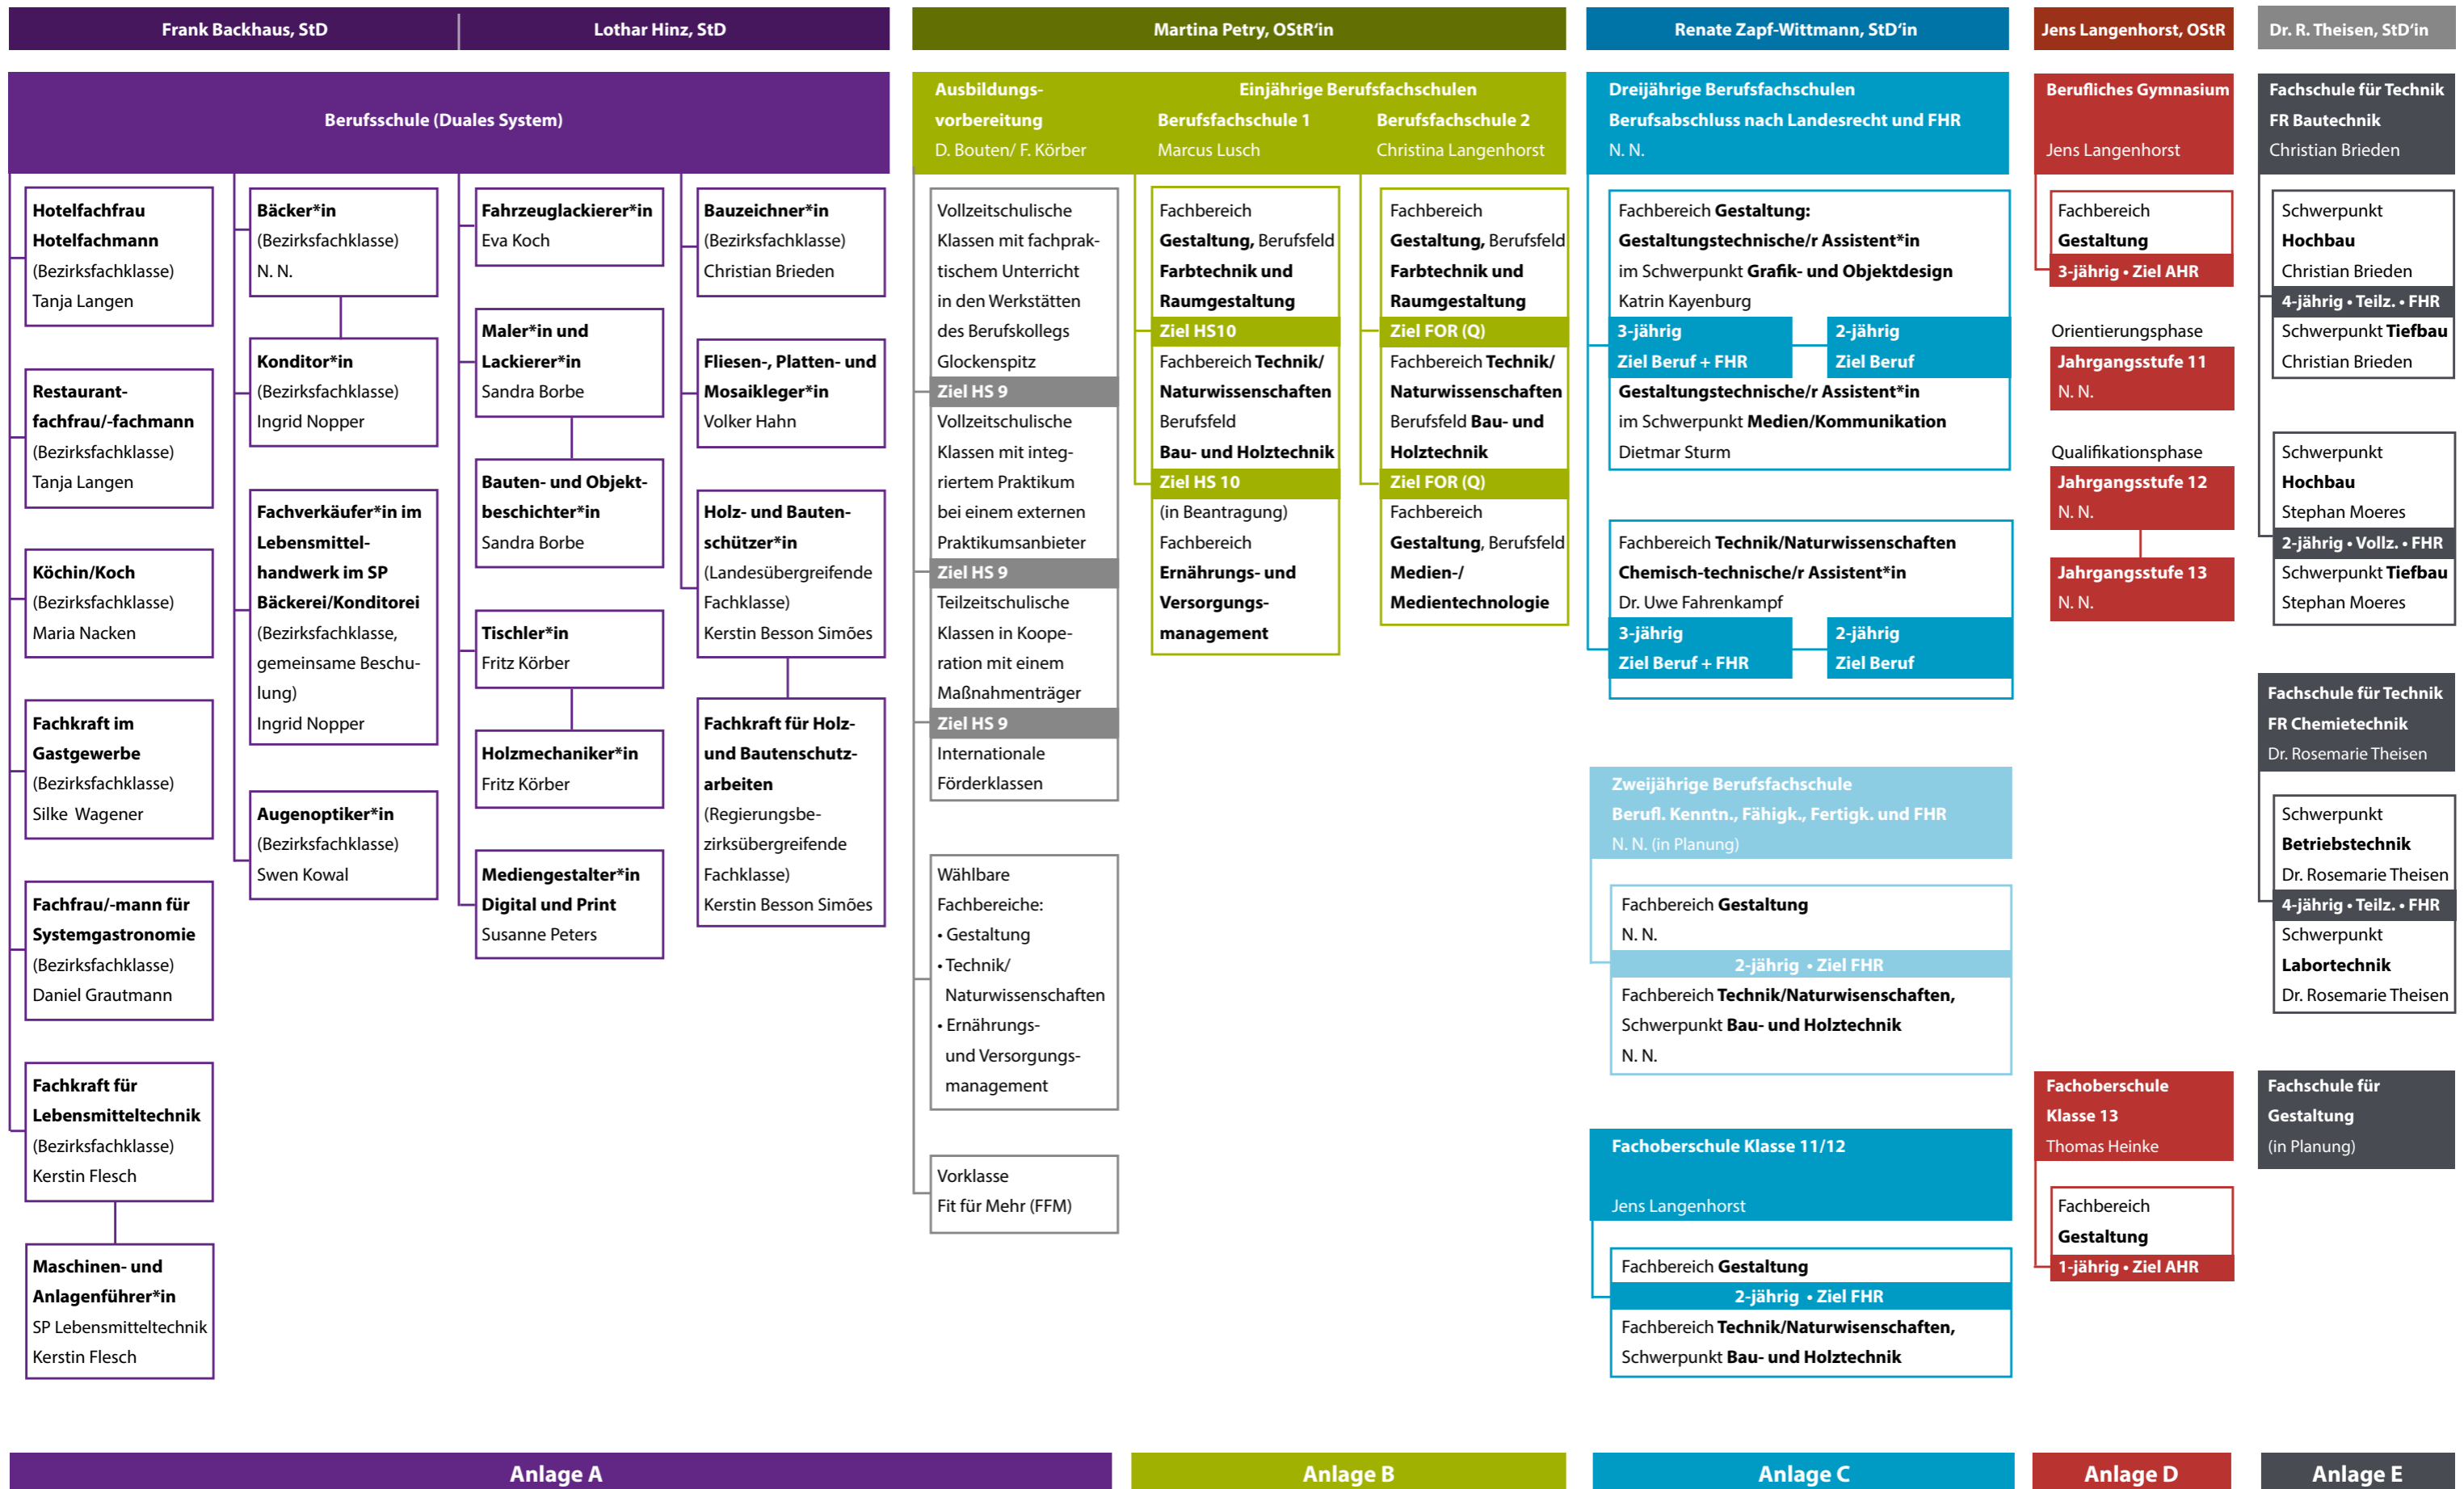 Frank Backhaus, StD
Lothar Hinz, StD
Martina Petry, OStR‘in
Renate Zapf-Wittmann, StD‘in
Jens Langenhorst, OStR
Dr. R. Theisen, StD‘in
Berufsschule (Duales System)
Hotelfachfrau
Hotelfachmann
(Bezirksfachklasse)
Tanja Langen
Restaurant-
fachfrau/-fachmann
(Bezirksfachklasse)
Tanja Langen
Köchin/Koch
(Bezirksfachklasse)
Maria Nacken
Fachkraft im
Gastgewerbe
(Bezirksfachklasse)
Silke Wagener
Fachfrau/-mann für
Systemgastronomie
(Bezirksfachklasse)
Daniel Grautmann
Fachkraft für
Lebensmitteltechnik
(Bezirksfachklasse)
Kerstin Flesch
Maschinen- und
Anlagenführer*in
SP Lebensmitteltechnik
Kerstin Flesch
Bäcker*in
(Bezirksfachklasse)
N. N.
Konditor*in
(Bezirksfachklasse)
Ingrid Nopper
Fachverkäufer*in im
Lebensmittel-
handwerk im SP
Bäckerei/Konditorei
(Bezirksfachklasse,
gemeinsame Beschu-
lung)
Ingrid Nopper
Augenoptiker*in
(Bezirksfachklasse)
Swen Kowal
Fahrzeuglackierer*in
Eva Koch
Maler*in und
Lackierer*in
Sandra Borbe
Bauten- und Objekt-
beschichter*in
Sandra Borbe
Tischler*in
Fritz Körber
Holzmechaniker*in
Fritz Körber
Mediengestalter*in
Digital und Print
Susanne Peters
Bauzeichner*in
(Bezirksfachklasse)
Christian Brieden
Fliesen-, Platten- und
Mosaikleger*in
Volker Hahn
Holz- und Bauten-
schützer*in
(Landesübergreifende
Fachklasse)
Kerstin Besson Simões
Fachkraft für Holz-
und Bautenschutz-
arbeiten
(Regierungsbe-
zirksübergreifende
Fachklasse)
Kerstin Besson Simões
Ausbildungs-
vorbereitung
D. Bouten/ F. Körber
Einjährige Berufsfachschulen
Berufsfachschule 1
Marcus Lusch
Berufsfachschule 2
Christina Langenhorst
Vollzeitschulische
Klassen mit fachprak-
tischem Unterricht
in den Werkstätten
des Berufskollegs
Glockenspitz
Ziel HS 9
Vollzeitschulische
Klassen mit integ-
riertem Praktikum
bei einem externen
Praktikumsanbieter
Ziel HS 9
Teilzeitschulische
Klassen in Koope-
ration mit einem
Maßnahmenträger
Ziel HS 9
Internationale
Förderklassen
Wählbare
Fachbereiche:
• Gestaltung
• Technik/
Naturwissenschaften
• Ernährungs-
und Versorgungs-
management
Vorklasse
Fit für Mehr (FFM)
Fachbereich
Gestaltung, Berufsfeld
Farbtechnik und
Raumgestaltung
Ziel HS10
Fachbereich Technik/
Naturwissenschaften
Berufsfeld
Bau- und Holztechnik
Ziel HS 10
(in Beantragung)
Fachbereich
Ernährungs- und
Versorgungs-
management
Fachbereich
Gestaltung, Berufsfeld
Farbtechnik und
Raumgestaltung
Ziel FOR (Q)
Fachbereich Technik/
Naturwissenschaften
Berufsfeld Bau- und
Holztechnik
Ziel FOR (Q)
Fachbereich
Gestaltung, Berufsfeld
Medien-/
Medientechnologie
Dreijährige Berufsfachschulen
Berufsabschluss nach Landesrecht und FHR
N. N.
Fachbereich Gestaltung:
Gestaltungstechnische/r Assistent*in
im Schwerpunkt Grafik- und Objektdesign
Katrin Kayenburg
3-jährig
Ziel Beruf + FHR
2-jährig
Ziel Beruf
Gestaltungstechnische/r Assistent*in
im Schwerpunkt Medien/Kommunikation
Dietmar Sturm
Fachbereich Technik/Naturwissenschaften
Chemisch-technische/r Assistent*in
Dr. Uwe Fahrenkampf
3-jährig
Ziel Beruf + FHR
2-jährig
Ziel Beruf
Zweijährige Berufsfachschule
Berufl. Kenntn., Fähigk., Fertigk. und FHR
N. N. (in Planung)
Fachbereich Gestaltung
N. N.
2-jährig • Ziel FHR
Fachbereich Technik/Naturwisenschaften,
Schwerpunkt Bau- und Holztechnik
N. N.
Fachoberschule Klasse 11/12
Jens Langenhorst
Fachbereich Gestaltung
2-jährig • Ziel FHR
Fachbereich Technik/Naturwisenschaften,
Schwerpunkt Bau- und Holztechnik
Berufliches Gymnasium
Jens Langenhorst
Fachbereich
Gestaltung
3-jährig • Ziel AHR
Orientierungsphase
Jahrgangsstufe 11
N. N.
Qualifikationsphase
Jahrgangsstufe 12
N. N.
Jahrgangsstufe 13
N. N.
Fachoberschule
Klasse 13
Thomas Heinke
Fachbereich
Gestaltung
1-jährig • Ziel AHR
Fachschule für Technik
FR Bautechnik
Christian Brieden
Schwerpunkt
Hochbau
Christian Brieden
4-jährig • Teilz. • FHR
Schwerpunkt Tiefbau
Christian Brieden
Schwerpunkt
Hochbau
Stephan Moeres
2-jährig • Vollz. • FHR
Schwerpunkt Tiefbau
Stephan Moeres
Fachschule für Technik
FR Chemietechnik
Dr. Rosemarie Theisen
Schwerpunkt
Betriebstechnik
Dr. Rosemarie Theisen
4-jährig • Teilz. • FHR
Schwerpunkt
Labortechnik
Dr. Rosemarie Theisen
Fachschule für
Gestaltung
(in Planung)
Anlage A
Anlage B
Anlage C
Anlage D
Anlage E